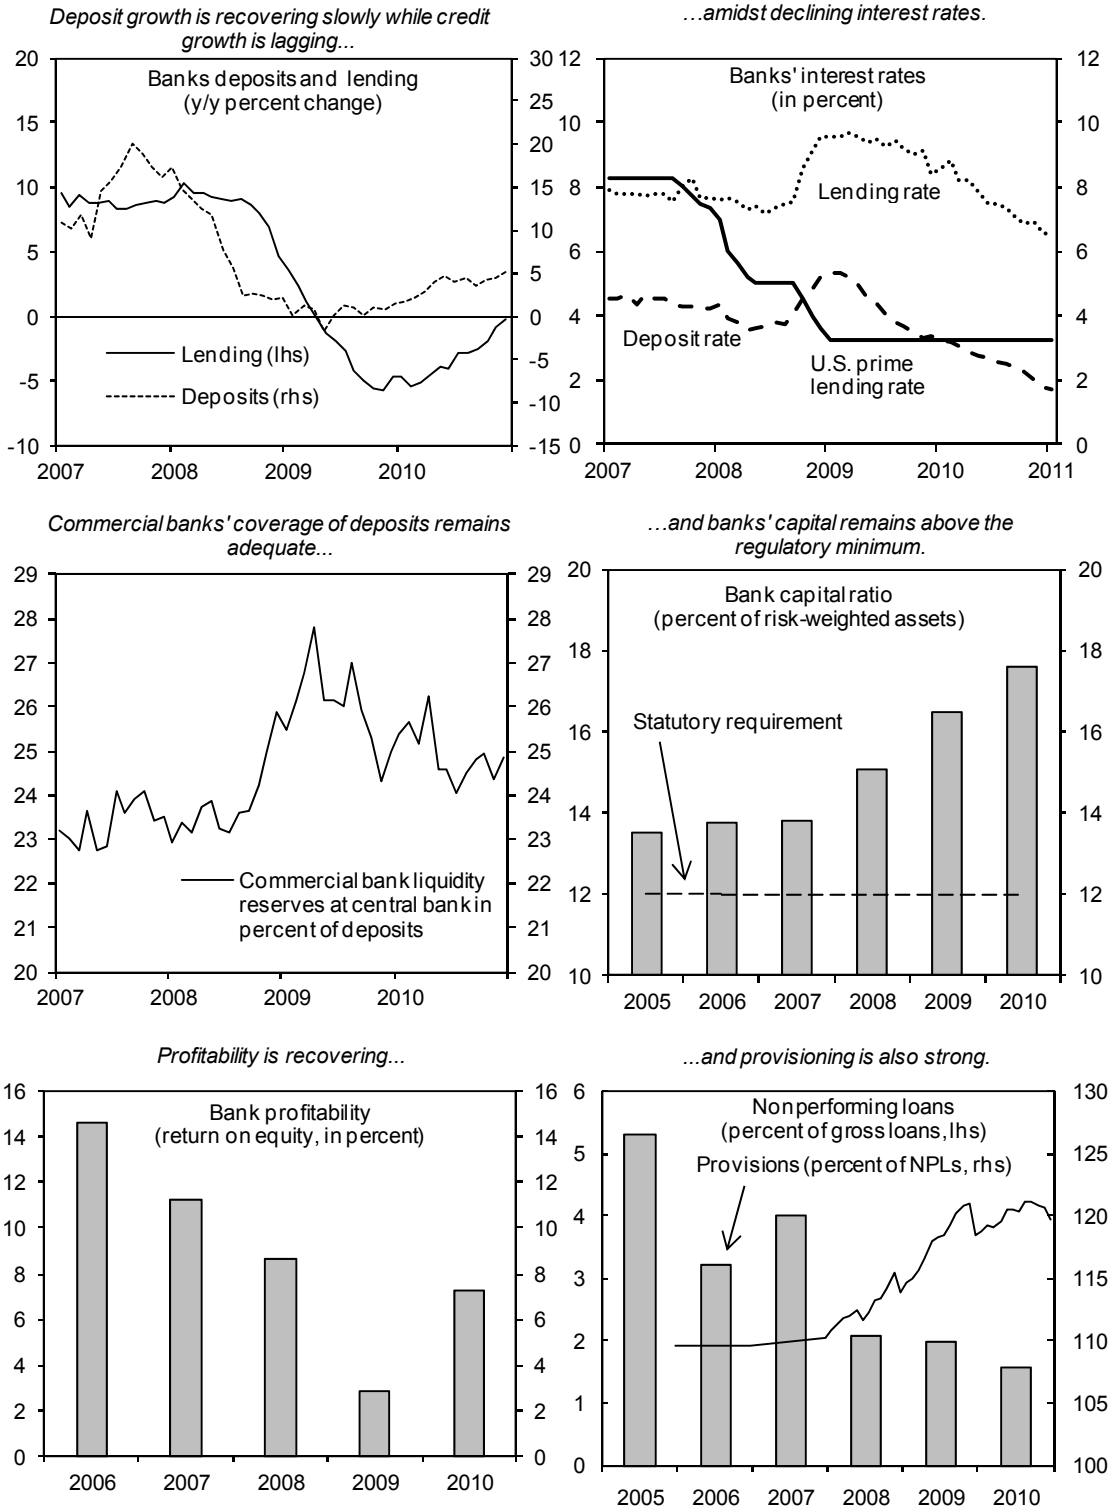 Deposit growth is recovering slowly while credit
growth is lagging...
Banks deposits and lending
(y/y percent change)
20
15
10
5
0
-5
-10
30
25
20
15
10
5
0
-5
-10
-15
Lending (lhs)
Deposits (rhs)
2007 2008 2009 2010
...amidst declining interest rates.
Banks' interest rates
(in percent)
12
10
8
6
4
2
0
12
10
8
6
4
2
0
Lending rate
Deposit rate
U.S. prime
lending rate
2007 2008 2009 2010 2011
Commercial banks' coverage of deposits remains
adequate...
29
28
27
26
25
24
23
22
21
20
29
28
27
26
25
24
23
22
21
20
Commercial bank liquidity
reserves at central bank in
percent of deposits
2007 2008 2009 2010
...and banks' capital remains above the
regulatory minimum.
Bank capital ratio
(percent of risk-weighted assets)
20
18
16
14
12
10
20
18
16
14
12
10
Statutory requirement
2005 2006 2007 2008 2009 2010
Profitability is recovering...
Bank profitability
(return on equity, in percent)
16
14
12
10
8
6
4
2
0
16
14
12
10
8
6
4
2
0
2006 2007 2008 2009 2010
...and provisioning is also strong.
Nonperforming loans
(percent of gross loans, lhs)
Provisions (percent of NPLs, rhs)
6
5
4
3
2
1
0
130
125
120
115
110
105
100
2005 2006 2007 2008 2009 2010